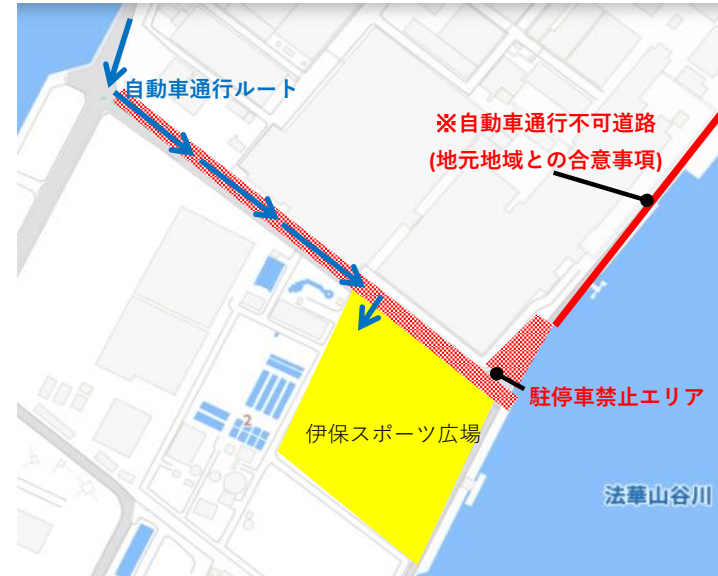 自動車通行ルート
※自動車通行不可道路
(地元地域との合意事項)
駐停車禁止エリア
2
伊保スポーツ広場
法華山谷川